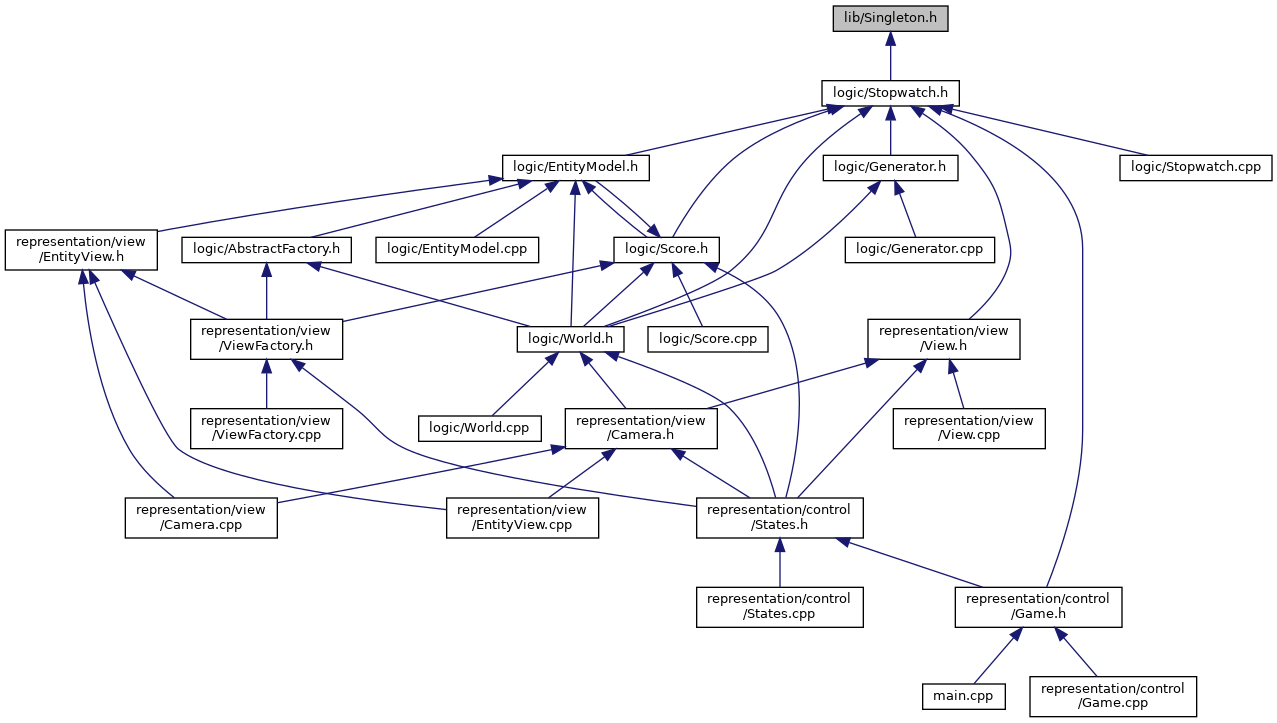 lib/Singleton.h
logic/Stopwatch.h
logic/EntityModel.h
logic/Generator.h
logic/Stopwatch.cpp
representation/view
/EntityView.h
logic/AbstractFactory.h
logic/EntityModel.cpp
logic/Score.h
logic/Generator.cpp
representation/view
/ViewFactory.h
logic/World.h
logic/Score.cpp
representation/view
/View.h
representation/view
/ViewFactory.cpp
logic/World.cpp
representation/view
/Camera.h
representation/view
/View.cpp
representation/view
/Camera.cpp
representation/view
/EntityView.cpp
representation/control
/States.h
representation/control
/States.cpp
representation/control
/Game.h
main.cpp
representation/control
/Game.cpp